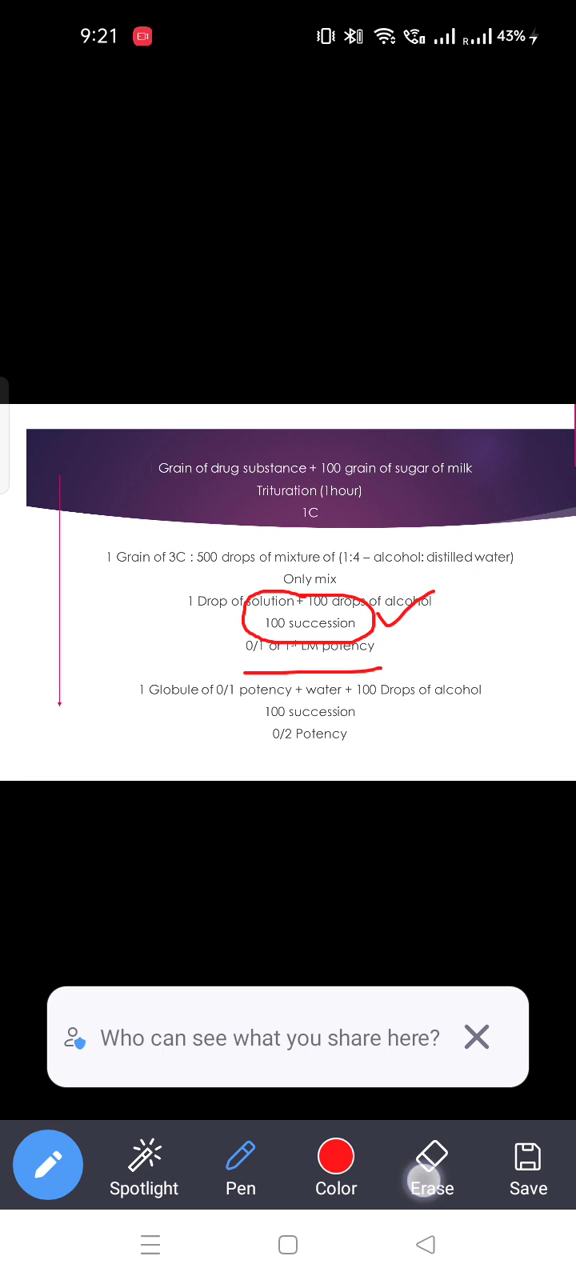 9:21
R
43%
Grain of drug substance + 100 grain of sugar of milk
Trituration (1hour)
1C
1 Grain of 3C : 500 drops of mixture of (1:4 – alcohol: distilled water)
Only mix
1 Drop of solution + 100 drops of alcohol
100 succession
0/1 or 1st LM potency
1 Globule of 0/1 potency + water + 100 Drops of alcohol
100 succession
0/2 Potency
Who can see what you share here?
Spotlight
Pen
Color
Erase
Save